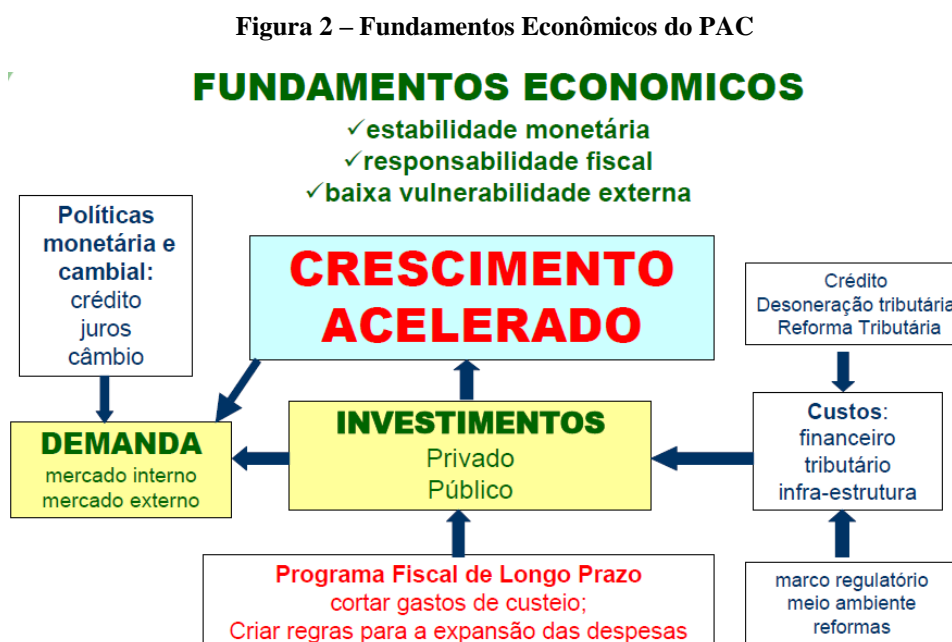 Figura 2 – Fundamentos Econômicos do PAC
FUNDAMENTOS ECONOMICOS
✓estabilidade monetária
✓responsabilidade fiscal
✓baixa vulnerabilidade externa
Políticas
monetária e
cambial:
crédito
juros
câmbio
CRESCIMENTO
ACELERADO
Crédito
Desoneração tributária
Reforma Tributária
DEMANDA
mercado interno
mercado externo
INVESTIMENTOS
Privado
Público
Custos:
financeiro
tributário
infra-estrutura
Programa Fiscal de Longo Prazo
cortar gastos de custeio;
Criar regras para a expansão das despesas
marco regulatório
meio ambiente
reformas